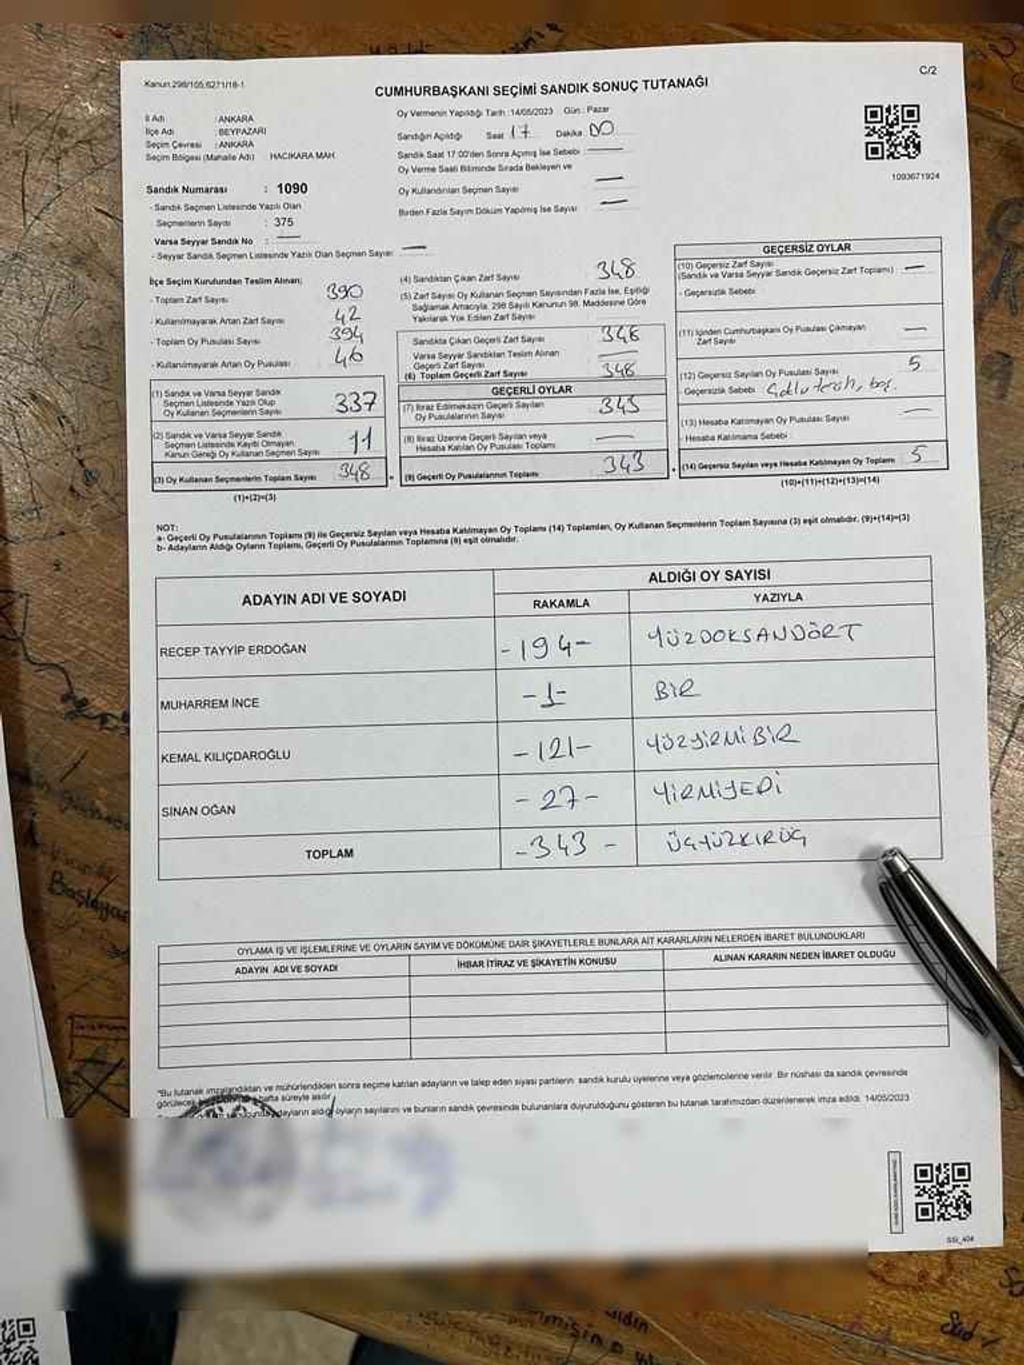 Kanun:298/105,6271/18-1
C/2
CUMHURBAŞKANI SEÇİMİ SANDIK SONUÇ TUTANAĞI
İl Adı : ANKARA
İlçe Adı : BEYPAZARI
Seçim Çevresi : ANKARA
Seçim Bölgesi (Mahalle Adı) HACIKARA MAH.
Sandık Numarası : 1090
- Sandık Seçmen Listesinde Yazılı Olan
Seçmenlerin Sayısı : 375
Varsa Seyyar Sandık No : —
- Seyyar Sandık Seçmen Listesinde Yazılı Olan Seçmen Sayısı : —
Oy Vermenin Yapıldığı Tarih :14/05/2023 Gün : Pazar
Sandığın Açıldığı Saat 17 Dakika 00
Sandık Saat 17:00'den Sonra Açılmış İse Sebebi : —
Oy Verme Saati Bitiminde Sırada Bekleyen ve
Oy Kullandırılan Seçmen Sayısı —
Birden Fazla Sayım Döküm Yapılmış İse Sayısı : —
1093671924
İlçe Seçim Kurulundan Teslim Alınan;
- Toplam Zarf Sayısı : 390
- Kullanılmayarak Artan Zarf Sayısı : 42
- Toplam Oy Pusulası Sayısı : 394
- Kullanılmayarak Artan Oy Pusulası : 46
(1) Sandık ve Varsa Seyyar Sandık
Seçmen Listesinde Yazılı Olup
Oy Kullanan Seçmenlerin Sayısı 337
(2) Sandık ve Varsa Seyyar Sandık
Seçmen Listesinde Kayıtlı Olmayan
Kanun Gereği Oy Kullanan Seçmen Sayısı 11
(3) Oy Kullanan Seçmenlerin Toplam Sayısı 348
(1)+(2)=(3)
(4) Sandıktan Çıkan Zarf Sayısı : 348
(5) Zarf Sayısı Oy Kullanan Seçmen Sayısından Fazla İse, Eşitliği
Sağlamak Amacıyla, 298 Sayılı Kanunun 98. Maddesine Göre
Yakılarak Yok Edilen Zarf Sayısı :
Sandıkta Çıkan Geçerli Zarf Sayısı : 348
Varsa Seyyar Sandıktan Teslim Alınan
Geçerli Zarf Sayısı —
(6) Toplam Geçerli Zarf Sayısı 348
GEÇERLİ OYLAR
(7) İtiraz Edilmeksizin Geçerli Sayılan
Oy Pusulalarının Sayısı : 343
(8) İtiraz Üzerine Geçerli Sayılan veya
Hesaba Katılan Oy Pusulası Toplamı —
(9) Geçerli Oy Pusulalarının Toplamı : 343
GEÇERSİZ OYLAR
(10) Geçersiz Zarf Sayısı
(Sandık ve Varsa Seyyar Sandık Geçersiz Zarf Toplamı) : —
- Geçersizlik Sebebi :
(11) İçinden Cumhurbaşkanı Oy Pusulası Çıkmayan
Zarf Sayısı —
(12) Geçersiz Sayılan Oy Pusulası Sayısı 5
- Geçersizlik Sebebi :
(13) Hesaba Katılmayan Oy Pusulası Sayısı —
- Hesaba Katılmama Sebebi :
(14) Geçersiz Sayılan veya Hesaba Katılmayan Oy Toplamı 5
(10)+(11)+(12)+(13)=(14)
NOT:
a- Geçerli Oy Pusulalarının Toplamı (9) ile Geçersiz Sayılan veya Hesaba Katılmayan Oy Toplamı (14) Toplamları, Oy Kullanan Seçmenlerin Toplam Sayısına (3) eşit olmalıdır. (9)+(14)=(3)
b- Adayların Aldığı Oyların Toplamı, Geçerli Oy Pusulalarının Toplamına (9) eşit olmalıdır.
ADAYIN ADI VE SOYADI
ALDIĞI OY SAYISI
RAKAMLA YAZIYLA
RECEP TAYYİP ERDOĞAN -194- YÜZDOKSANDÖRT
MUHARREM İNCE -1- BİR
KEMAL KILIÇDAROĞLU -121- YÜZYİRMİBİR
SİNAN OĞAN -27- YİRMİYEDİ
TOPLAM -343- ÜÇYÜZKIRÜÇ
OYLAMA İŞ VE İŞLEMLERİNE VE OYLARIN SAYIM VE DÖKÜMÜNE DAİR ŞİKAYETLERLE BUNLARA AİT KARARLARIN NELERDEN İBARET BULUNDUKLARI
ADAYIN ADI VE SOYADI İHBAR İTİRAZ VE ŞİKAYETİN KONUSU ALINAN KARARIN NEDEN İBARET OLDUĞU
"Bu tutanak imzalandıktan ve mühürlendikten sonra seçime katılan adayların ve talep eden siyasi partilerin sandık kurulu üyelerine veya gözlemcilerine verilir. Bir nüshası da sandık çevresinde
görülecek hafta süreyle asılır.
adayların aldığı oyların sayılarını ve bunların sandık çevresinde bulunanlara duyurulduğunu gösteren bu tutanak tarafımızdan düzenlenerek imza edildi. 14/05/2023
Başlayan